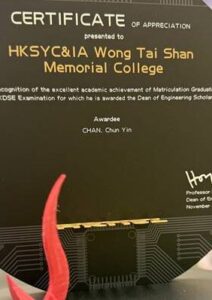 CERTIFICATE OF APPRECIATION
presented to
HKSYC&IA Wong Tai Shan
Memorial College
recognition of the excellent academic achievement of Matriculation Graduat
KDSE Examination for which he is awarded the Dean of Engineering Scholar
Awardee
CHAN, Chun Yin
Professor
Dean of En
November